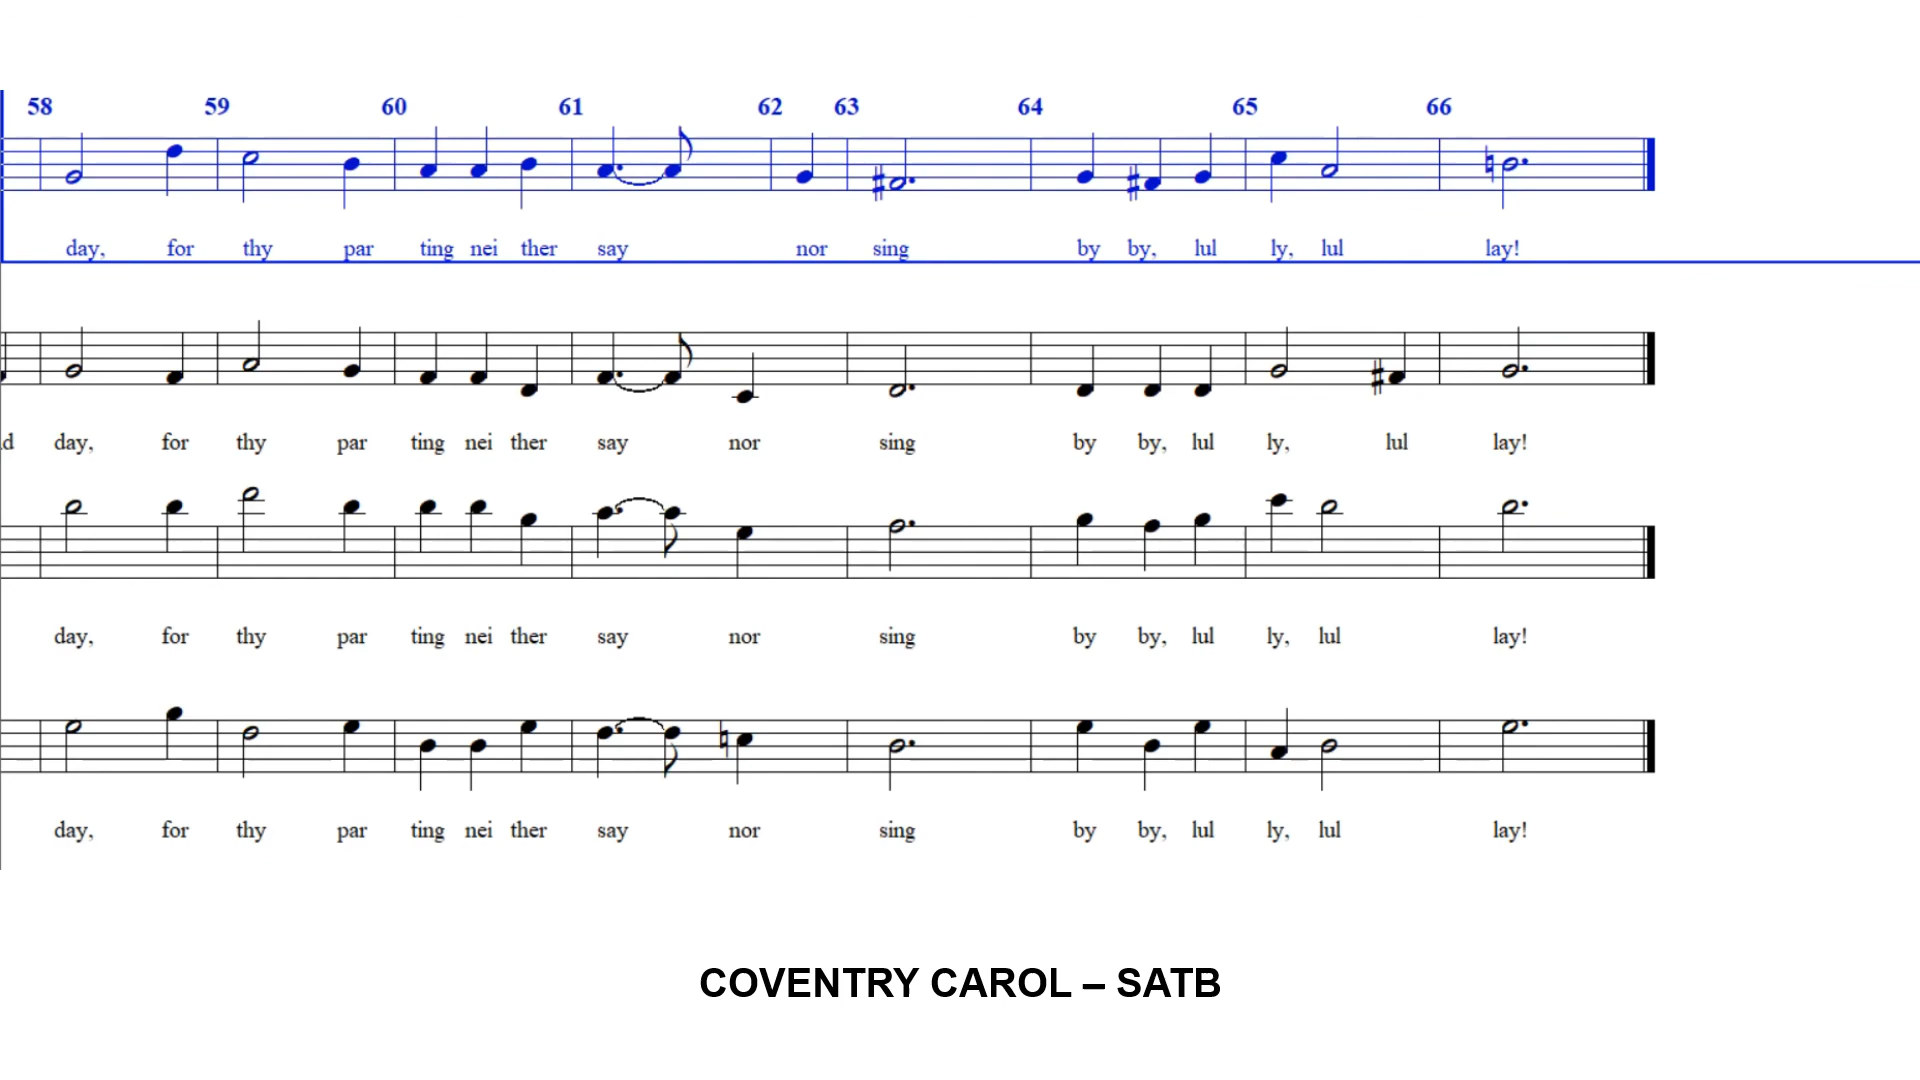 58 59 60 61 62 63 64 65 66
day, for thy par ting nei ther say nor sing by by, lul ly, lul lay!
d day, for thy par ting nei ther say nor sing by by, lul ly, lul lay!
day, for thy par ting nei ther say nor sing by by, lul ly, lul lay!
day, for thy par ting nei ther say nor sing by by, lul ly, lul lay!
COVENTRY CAROL – SATB